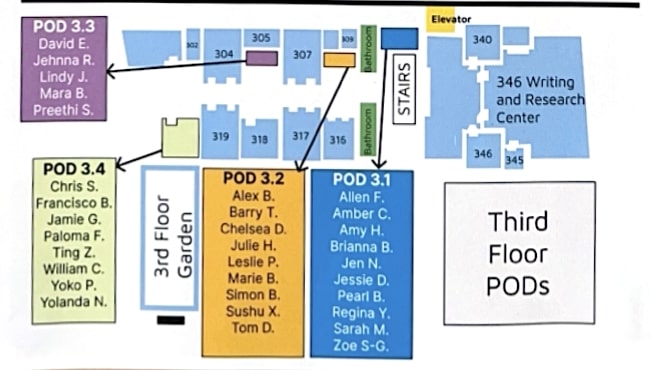 POD 3.3
David E.
Jehnna R.
Lindy J.
Mara B.
Preethi S.
302
304
305
307
309
Bathroom
STAIRS
Elevator
340
346 Writing
and Research
Center
319
318
317
316
Bathroom
346
345
POD 3.4
Chris S.
Francisco B.
Jamie G.
Paloma F.
Ting Z.
William C.
Yoko P.
Yolanda N.
3rd Floor
Garden
POD 3.2
Alex B.
Barry T.
Chelsea D.
Julie H.
Leslie P.
Marie B.
Simon B.
Sushu X.
Tom D.
POD 3.1
Allen F.
Amber C.
Amy H.
Brianna B.
Jen N.
Jessie D.
Pearl B.
Regina Y.
Sarah M.
Zoe S-G.
Third
Floor
PODs